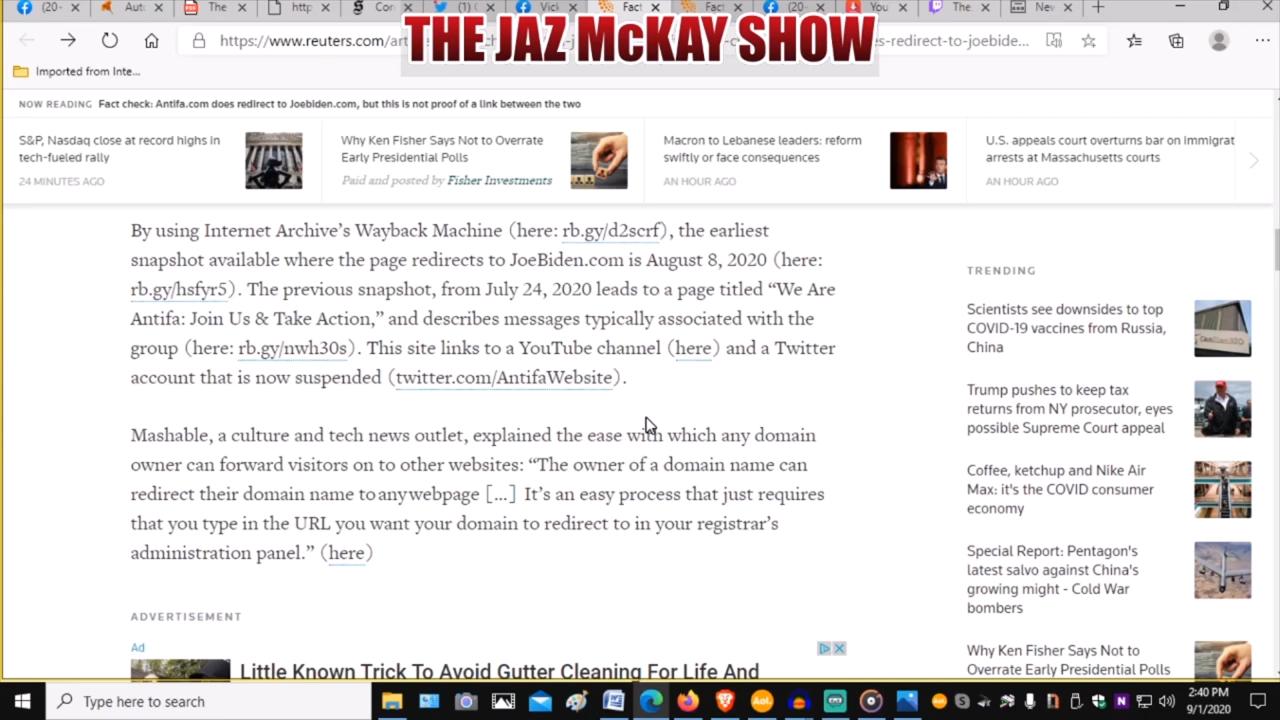 (20-
Auto
The
http
Con
(1) (
Vick
Fact
Fac
You
The
New
https://www.reuters.com/ar
es-redirect-to-joebide...
THE JAZ McKAY SHOW
Imported from Inte...
NOW READING Fact check: Antifa.com does redirect to Joebiden.com, but this is not proof of a link between the two
S&P, Nasdaq close at record highs in
tech-fueled rally
24 MINUTES AGO
Why Ken Fisher Says Not to Overrate
Early Presidential Polls
Paid and posted by Fisher Investments
Macron to Lebanese leaders: reform
swiftly or face consequences
AN HOUR AGO
U.S. appeals court overturns bar on immigrat
arrests at Massachusetts courts
AN HOUR AGO
By using Internet Archive's Wayback Machine (here: rb.gy/d2scrf), the earliest
snapshot available where the page redirects to JoeBiden.com is August 8, 2020 (here:
rb.gy/hsfyr5). The previous snapshot, from July 24, 2020 leads to a page titled “We Are
Antifa: Join Us & Take Action,” and describes messages typically associated with the
group (here: rb.gy/nwh30s). This site links to a YouTube channel (here) and a Twitter
account that is now suspended (twitter.com/AntifaWebsite).
Mashable, a culture and tech news outlet, explained the ease with which any domain
owner can forward visitors on to other websites: “The owner of a domain name can
redirect their domain name to any webpage [...] It's an easy process that just requires
that you type in the URL you want your domain to redirect to in your registrar's
administration panel.” (here)
ADVERTISEMENT
Ad
Little Known Trick To Avoid Gutter Cleaning For Life And
TRENDING
Scientists see downsides to top
COVID-19 vaccines from Russia,
China
Trump pushes to keep tax
returns from NY prosecutor, eyes
possible Supreme Court appeal
Coffee, ketchup and Nike Air
Max: it's the COVID consumer
economy
Special Report: Pentagon's
latest salvo against China's
growing might - Cold War
bombers
Why Ken Fisher Says Not to
Overrate Early Presidential Polls
Type here to search
2:40 PM
9/1/2020